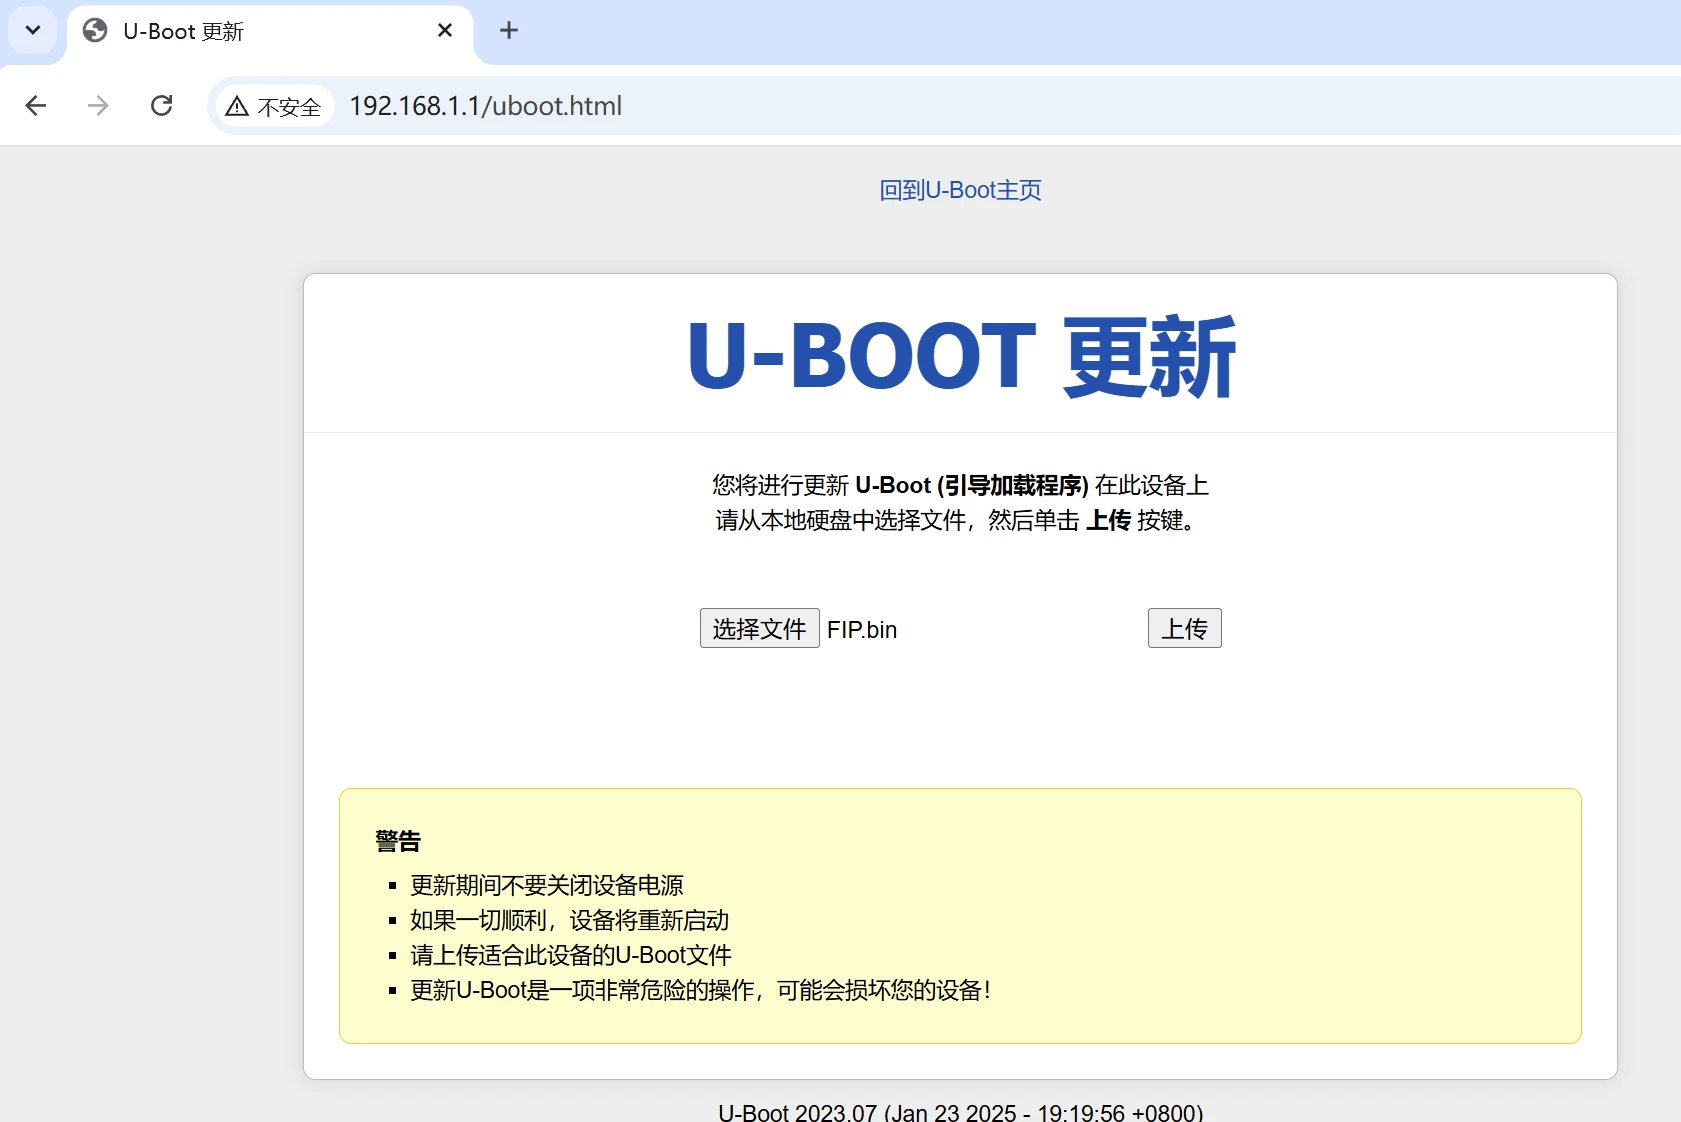 U-Boot 更新
不安全 192.168.1.1/uboot.html
回到U-Boot主页
U-BOOT 更新
您将进行更新 U-Boot (引导加载程序) 在此设备上
请从本地硬盘中选择文件，然后单击 上传 按键。
选择文件 FIP.bin 上传
警告
更新期间不要关闭设备电源
如果一切顺利，设备将重新启动
请上传适合此设备的U-Boot文件
更新U-Boot是一项非常危险的操作，可能会损坏您的设备！
U-Boot 2023.07 (Jan 23 2025 - 19:19:56 +0800)